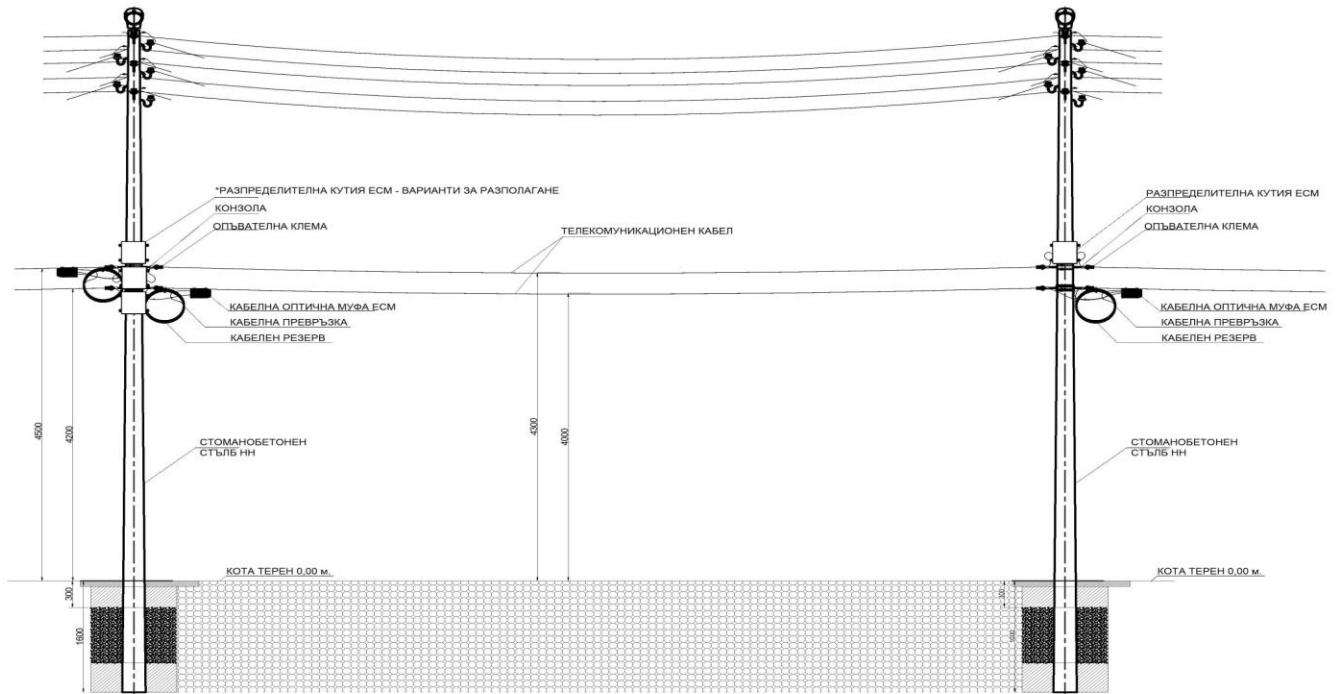 *РАЗПРЕДЕЛИТЕЛНА КУТИЯ ЕСМ - ВАРИАНТИ ЗА РАЗПОЛАГАНЕ
КОНЗОЛА
ОПЪВАТЕЛНА КЛЕМА
ТЕЛЕКОМУНИКАЦИОНЕН КАБЕЛ
РАЗПРЕДЕЛИТЕЛНА КУТИЯ ЕСМ
КОНЗОЛА
ОПЪВАТЕЛНА КЛЕМА
КАБЕЛНА ОПТИЧНА МУФА ЕСМ
КАБЕЛНА ПРЕВРЪЗКА
КАБЕЛЕН РЕЗЕРВ
КАБЕЛНА ОПТИЧНА МУФА ЕСМ
КАБЕЛНА ПРЕВРЪЗКА
КАБЕЛЕН РЕЗЕРВ
4500
4200
4300
4000
СТОМАНОБЕТОНЕН
СТЪЛБ НН
СТОМАНОБЕТОНЕН
СТЪЛБ НН
КОТА ТЕРЕН 0,00 м.
КОТА ТЕРЕН 0,00 м.
300
1600